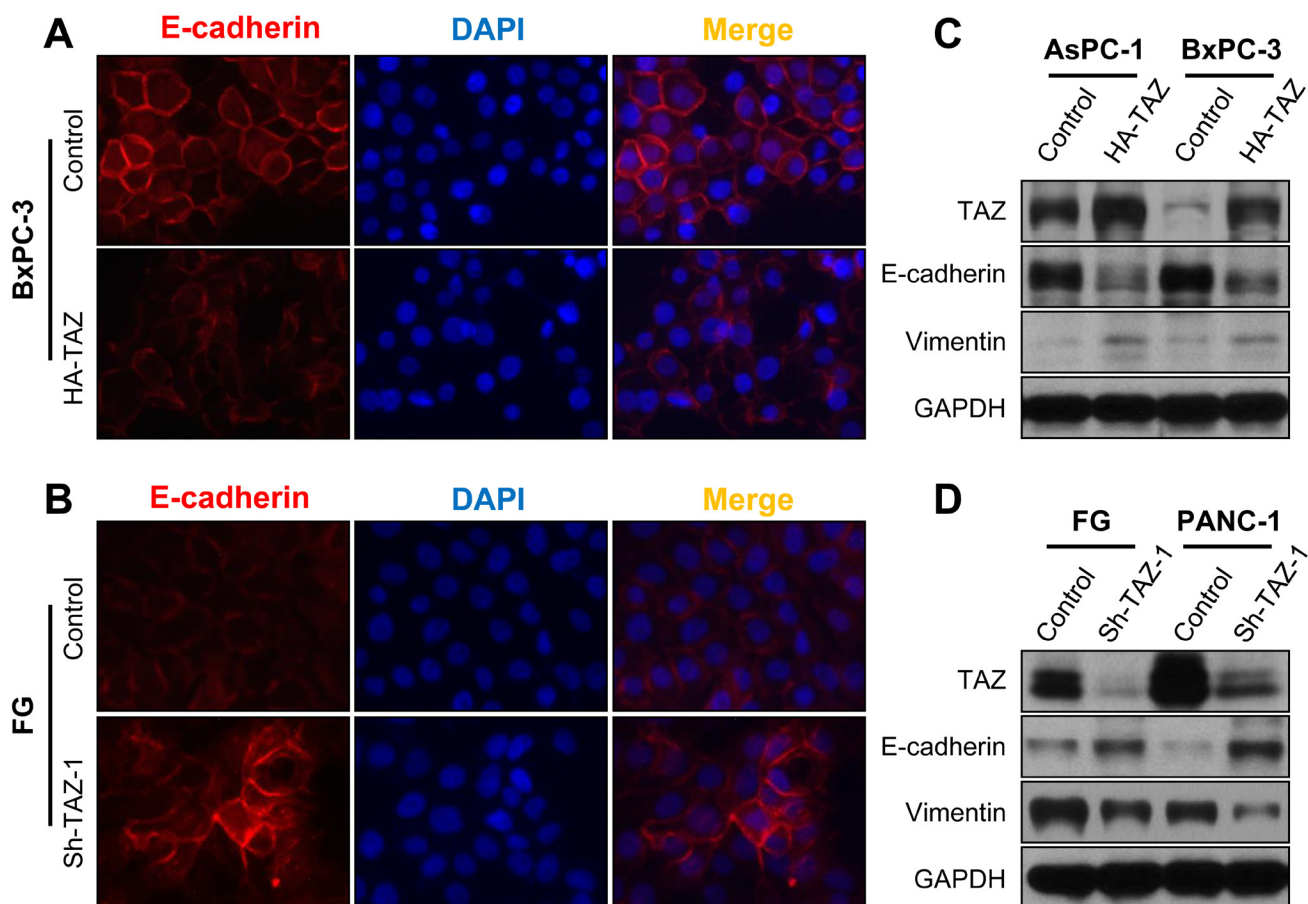 A
E-cadherin DAPI Merge
BxPC-3
Control
HA-TAZ
B
E-cadherin DAPI Merge
FG
Control
Sh-TAZ-1
C
AsPC-1 BxPC-3
Control HA-TAZ Control HA-TAZ
TAZ
E-cadherin
Vimentin
GAPDH
D
FG PANC-1
Control Sh-TAZ-1 Control Sh-TAZ-1
TAZ
E-cadherin
Vimentin
GAPDH